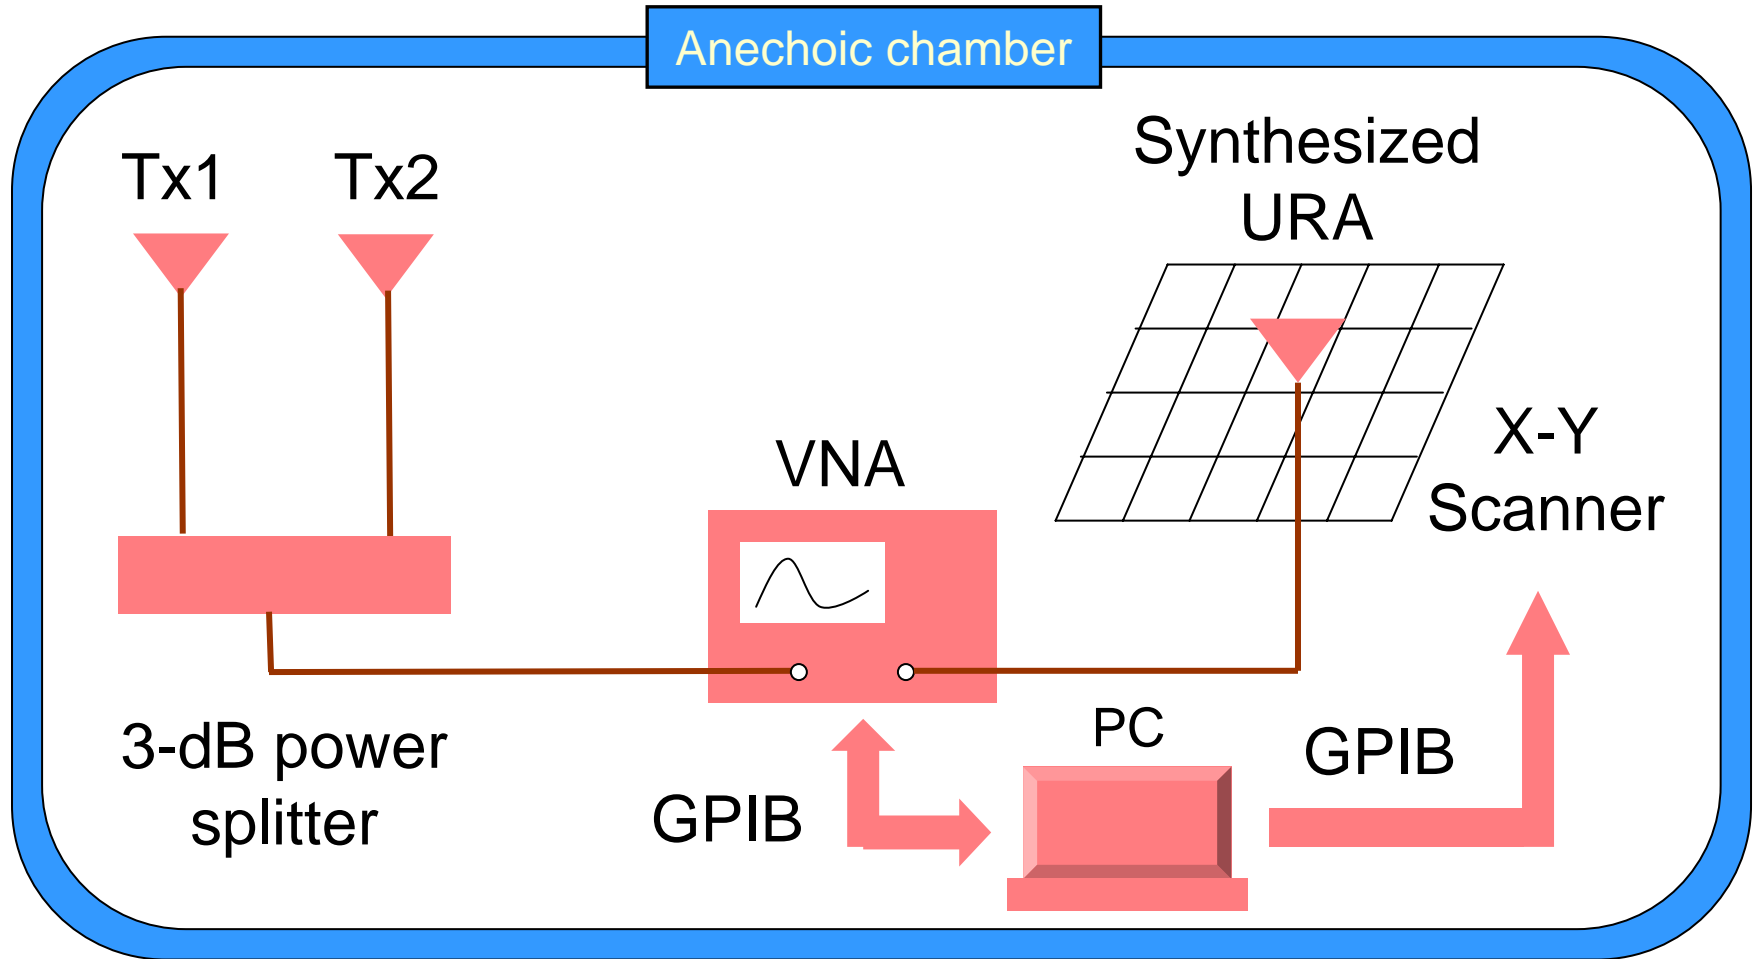 Anechoic chamber
Tx1
Tx2
Synthesized
URA
X-Y
Scanner
VNA
3-dB power
splitter
GPIB
PC
GPIB